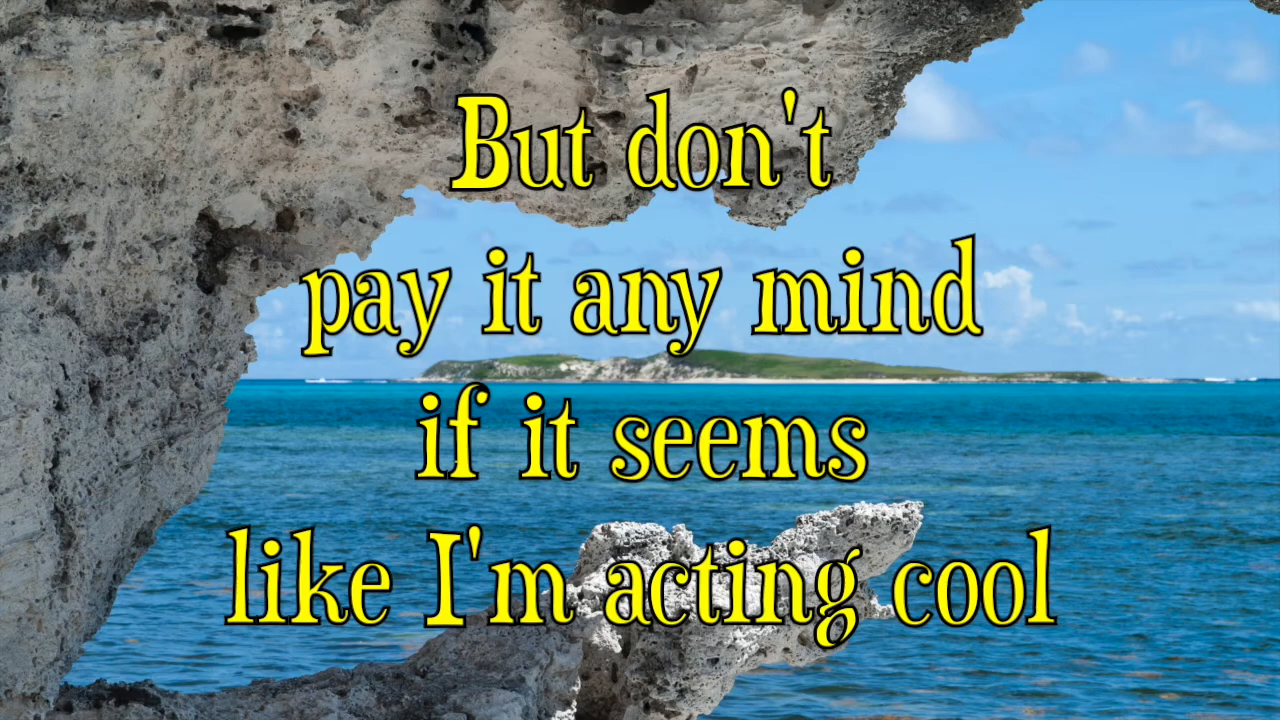 But don't
pay it any mind
if it seems
like I'm acting cool